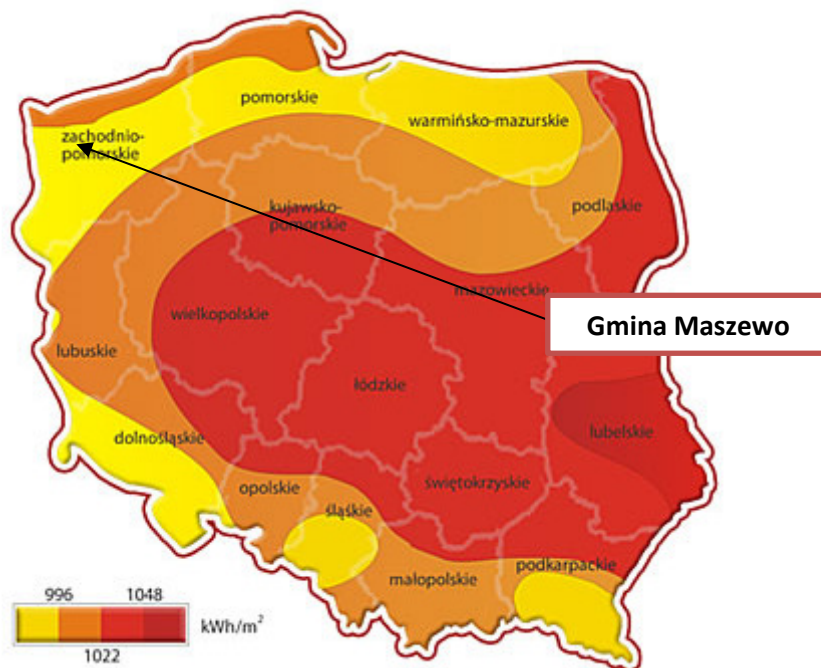 pomorskie
warmińsko-mazurskie
zachodnio-
pomorskie
kujawsko-
pomorskie
podlaskie
mazowieckie
Gmina Maszewo
wielkopolskie
lubuskie
łódzkie
dolnośląskie
lubelskie
opolskie
świętokrzyskie
śląskie
podkarpackie
małopolskie
996 1048
kWh/m²
1022